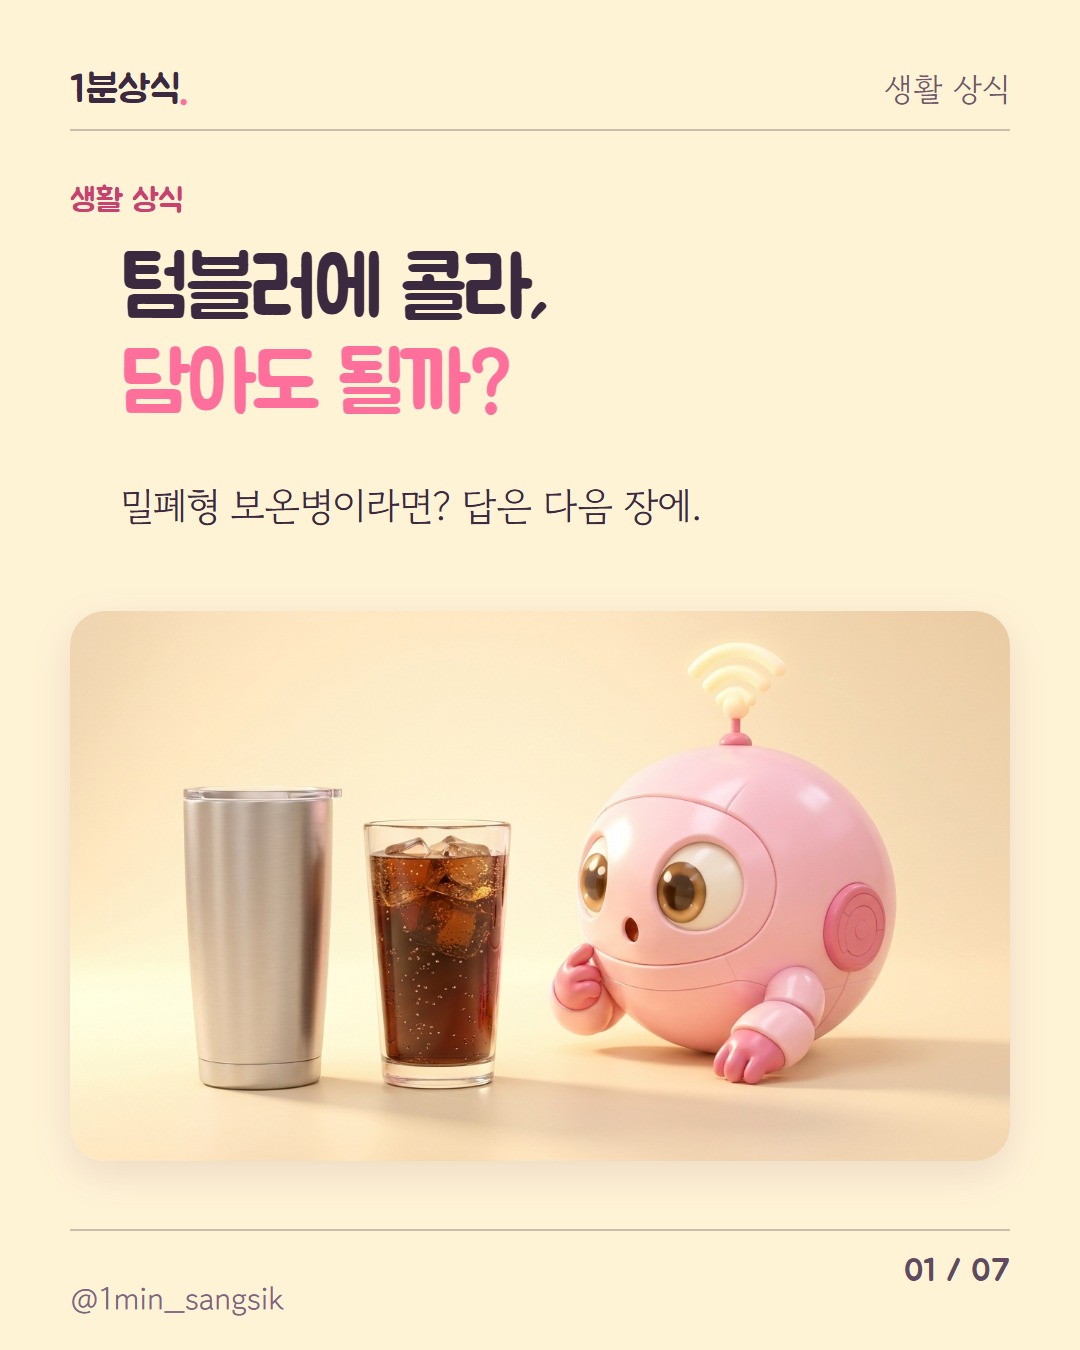 1분상식.
생활 상식
생활 상식
텀블러에 콜라,
담아도 될까?
밀폐형 보온병이라면? 답은 다음 장에.
01 / 07
@1min_sangsik